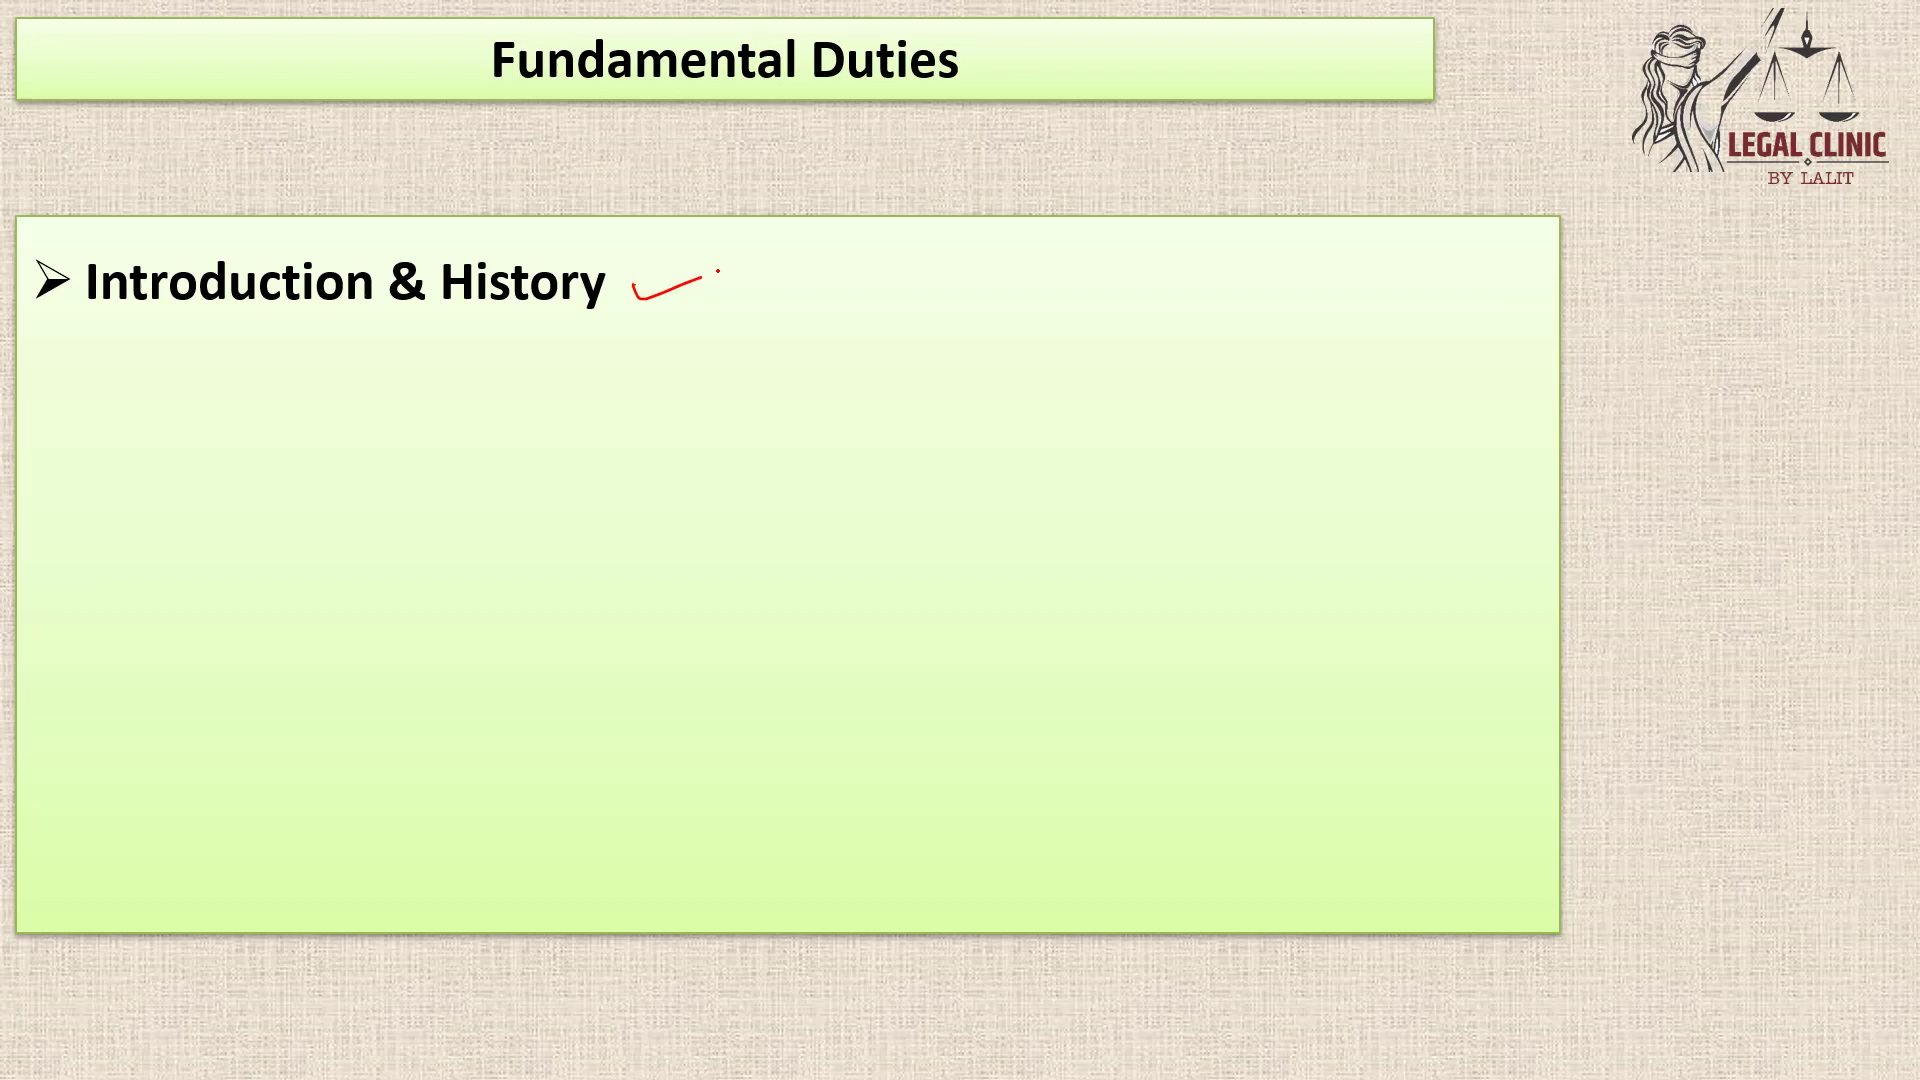 Fundamental Duties
LEGAL CLINIC
BY LALIT
➢ Introduction & History